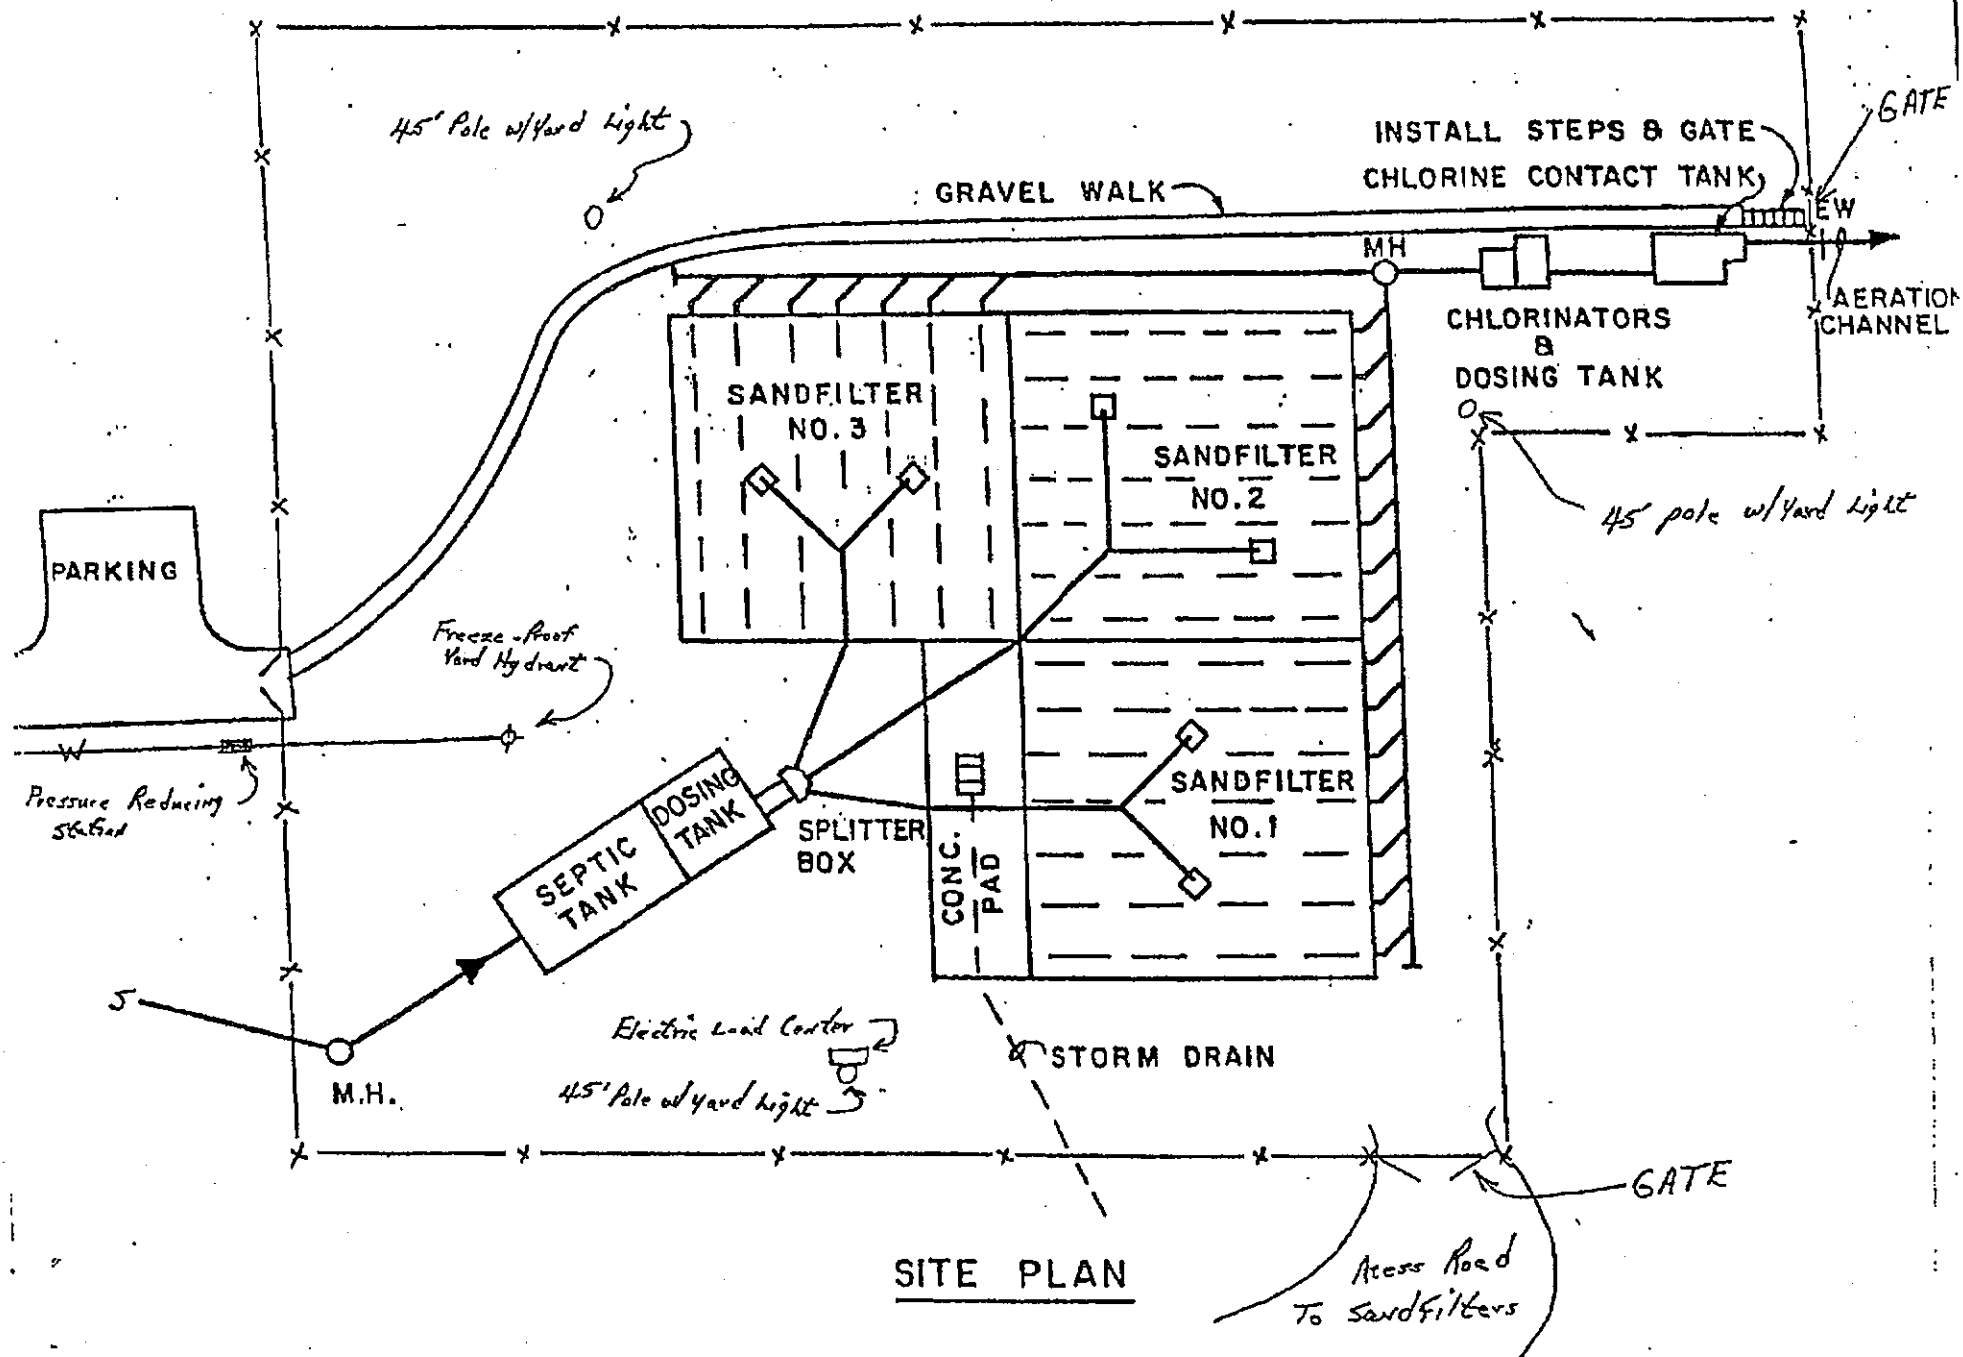 GATE
45' Pole w/Yard Light
INSTALL STEPS & GATE
CHLORINE CONTACT TANK
GRAVEL WALK
EW
MH
AERATION
CHANNEL
CHLORINATORS
&
DOSING TANK
SANDFILTER
NO. 3
SANDFILTER
NO. 2
45' pole w/Yard Light
PARKING
Freeze-Proof
Yard Hydrant
W
Pressure Reducing
Station
DOSING
TANK
SEPTIC
TANK
SPLITTER
BOX
CONC.
PAD
SANDFILTER
NO. 1
S
M.H.
Electric Load Center
45' Pole w/yard Light
STORM DRAIN
GATE
SITE PLAN
Acess Road
To Sandfilters